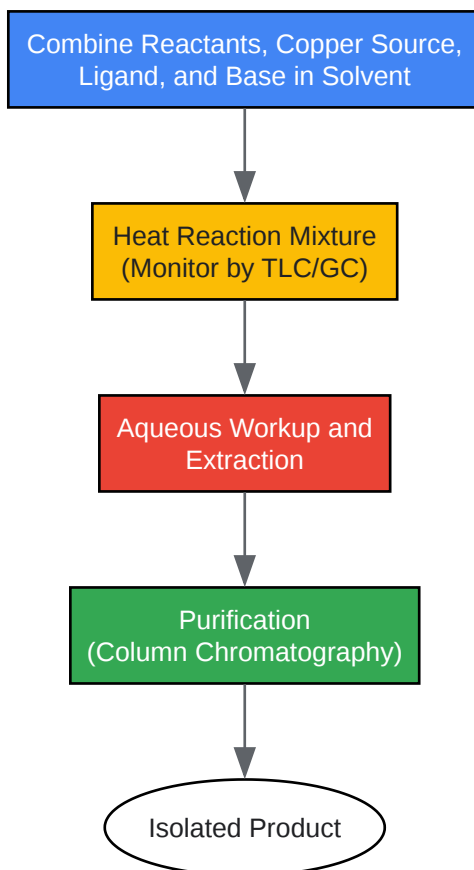 Combine Reactants, Copper Source,
Ligand, and Base in Solvent
Heat Reaction Mixture
(Monitor by TLC/GC)
Aqueous Workup and
Extraction
Purification
(Column Chromatography)
Isolated Product